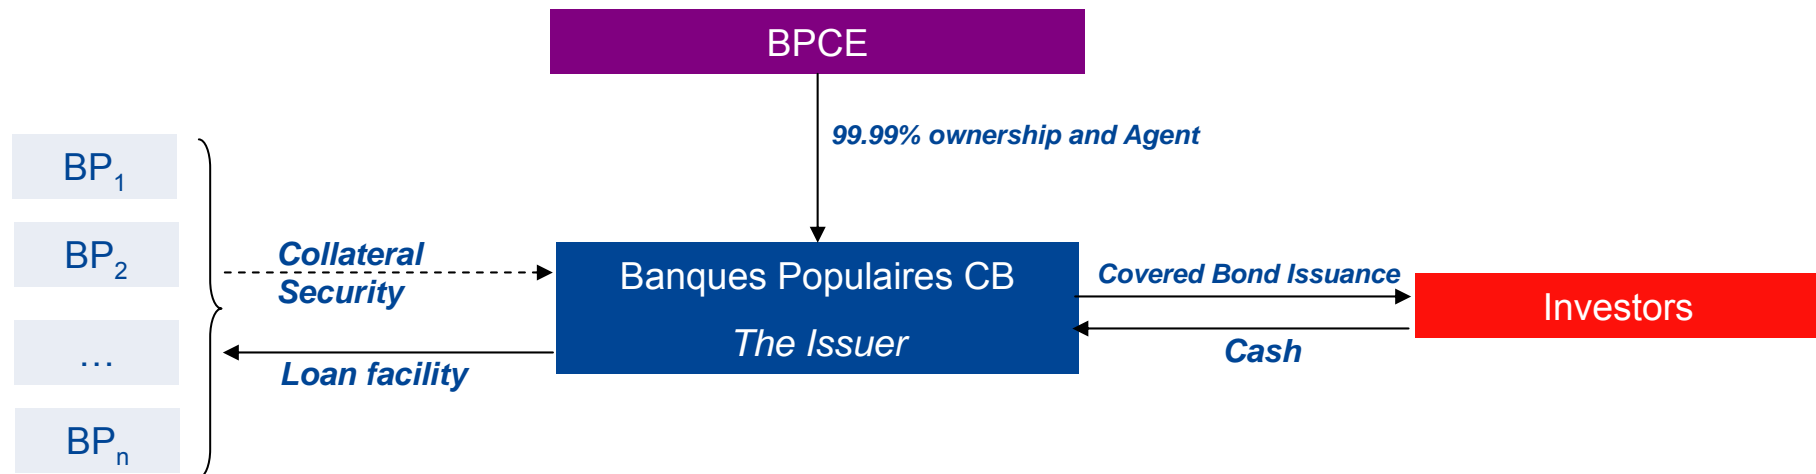 BPCE
99.99% ownership and Agent
BP1
BP2
...
BPn
Collateral
Security
Loan facility
Banques Populaires CB
The Issuer
Covered Bond Issuance
Cash
Investors